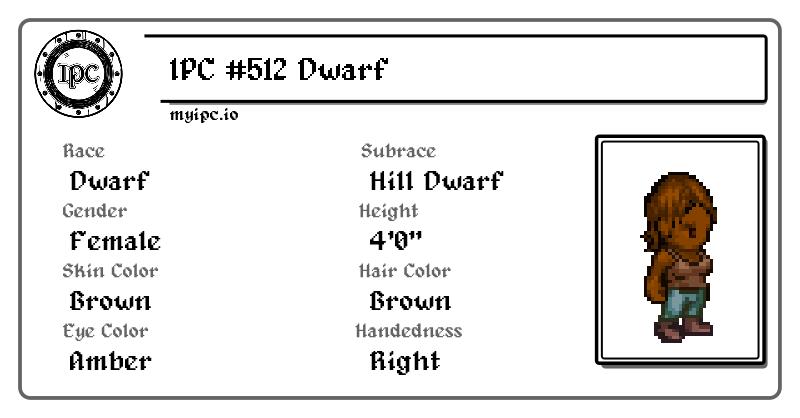 IPC
IPC #512 Dwarf
myipc.io
Race
Subrace
Dwarf
Hill Dwarf
Gender
Height
Female
4'0"
Skin Color
Hair Color
Brown
Brown
Eye Color
Handedness
Amber
Right